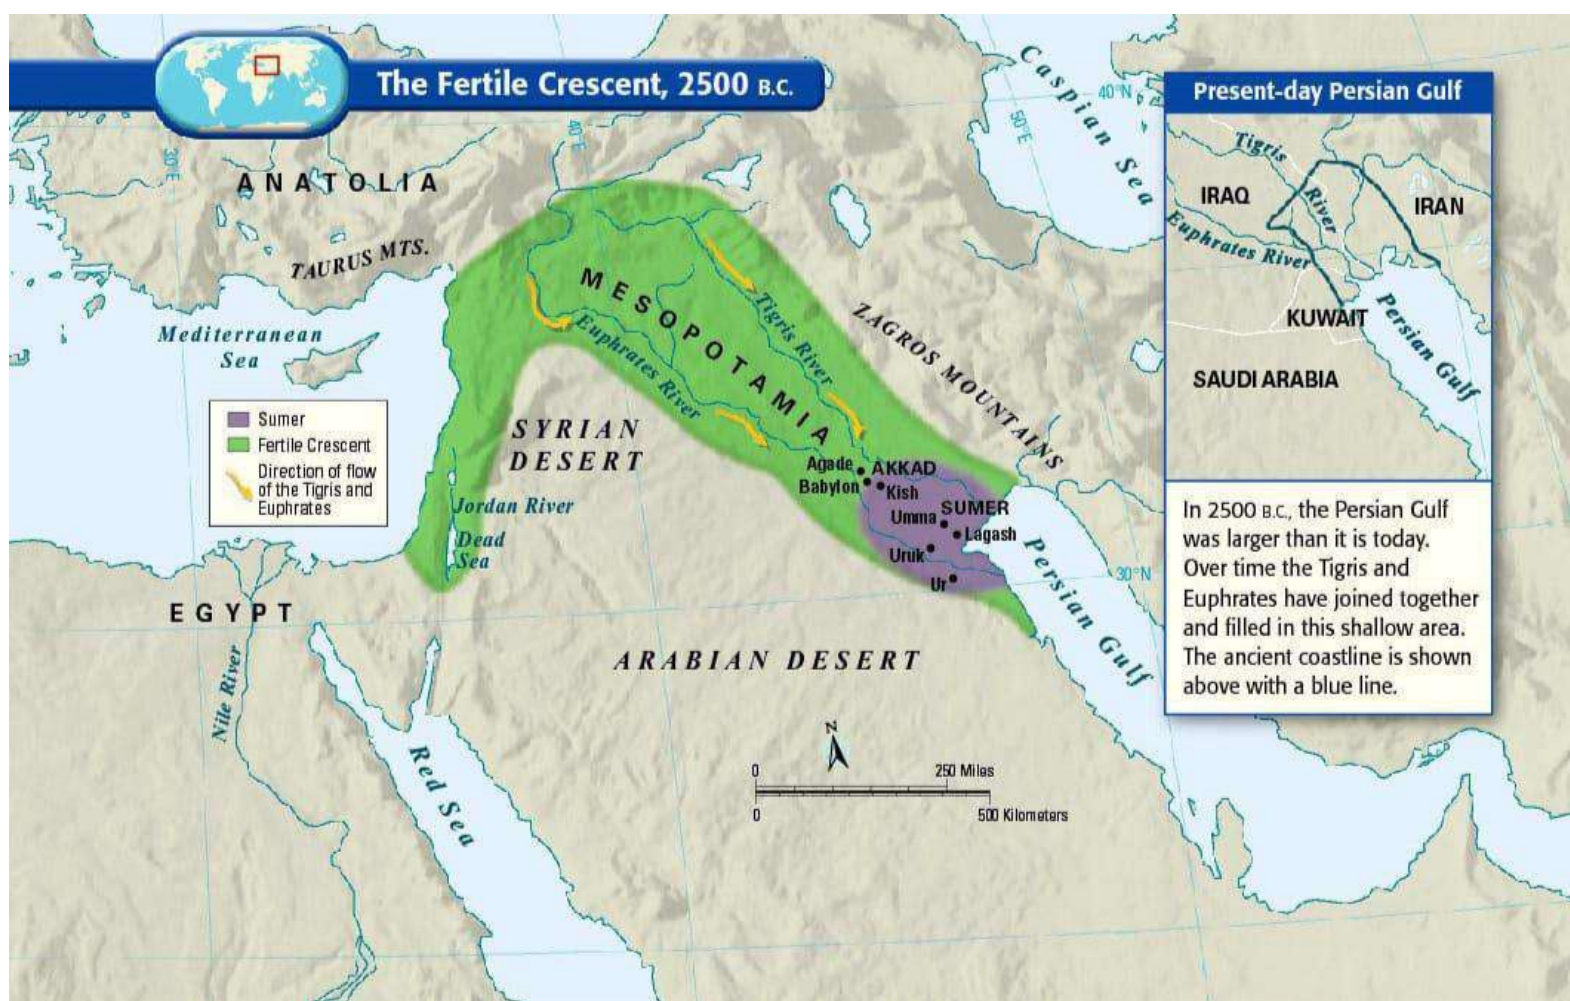 The Fertile Crescent, 2500 B.C.
30°E
40°E
50°E
40°N
30°N
Caspian Sea
ANATOLIA
TAURUS MTS.
Mediterranean
Sea
MESOPOTAMIA
Tigris River
Euphrates River
ZAGROS MOUNTAINS
SYRIAN
DESERT
Sumer
Fertile Crescent
Direction of flow
of the Tigris and
Euphrates
Jordan River
Dead
Sea
Agade
AKKAD
Babylon
Kish
SUMER
Umma
Lagash
Uruk
Ur
Persian Gulf
EGYPT
Nile River
Red Sea
ARABIAN DESERT
N
0
250 Miles
0
500 Kilometers
Present-day Persian Gulf
Tigris
River
IRAQ
IRAN
Euphrates River
KUWAIT
Persian Gulf
SAUDI ARABIA
In 2500 B.C., the Persian Gulf
was larger than it is today.
Over time the Tigris and
Euphrates have joined together
and filled in this shallow area.
The ancient coastline is shown
above with a blue line.